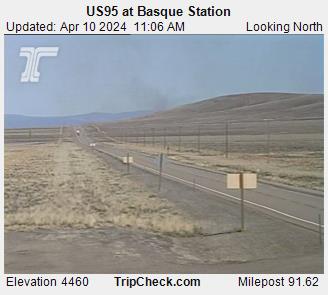 US95 at Basque Station
Updated: Apr 10 2024 11:06 AM Looking North
Elevation 4460 TripCheck.com Milepost 91.62